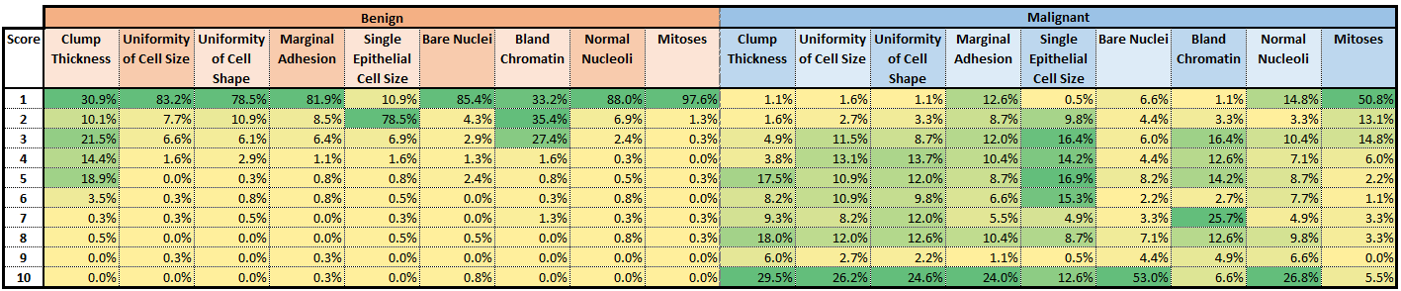 Benign Malignant
Score Clump Thickness Uniformity of Cell Size Uniformity of Cell Shape Marginal Adhesion Single Epithelial Cell Size Bare Nuclei Bland Chromatin Normal Nucleoli Mitoses Clump Thickness Uniformity of Cell Size Uniformity of Cell Shape Marginal Adhesion Single Epithelial Cell Size Bare Nuclei Bland Chromatin Normal Nucleoli Mitoses
1 30.9% 83.2% 78.5% 81.9% 10.9% 85.4% 33.2% 88.0% 97.6% 1.1% 1.6% 1.1% 12.6% 0.5% 6.6% 1.1% 14.8% 50.8%
2 10.1% 7.7% 10.9% 8.5% 78.5% 4.3% 35.4% 6.9% 1.3% 1.6% 2.7% 3.3% 8.7% 9.8% 4.4% 3.3% 3.3% 13.1%
3 21.5% 6.6% 6.1% 6.4% 6.9% 2.9% 27.4% 2.4% 0.3% 4.9% 11.5% 8.7% 12.0% 16.4% 6.0% 16.4% 10.4% 14.8%
4 14.4% 1.6% 2.9% 1.1% 1.6% 1.3% 1.6% 0.3% 0.0% 3.8% 13.1% 13.7% 10.4% 14.2% 4.4% 12.6% 7.1% 6.0%
5 18.9% 0.0% 0.3% 0.8% 0.8% 2.4% 0.8% 0.5% 0.3% 17.5% 10.9% 12.0% 8.7% 16.9% 8.2% 14.2% 8.7% 2.2%
6 3.5% 0.3% 0.8% 0.5% 0.5% 0.0% 0.3% 0.8% 0.0% 8.2% 10.9% 9.8% 6.6% 15.3% 2.2% 2.7% 7.7% 1.1%
7 0.3% 0.3% 0.5% 0.0% 0.3% 0.0% 1.3% 0.3% 0.3% 9.3% 8.2% 12.0% 5.5% 4.9% 3.3% 25.7% 4.9% 3.3%
8 0.5% 0.0% 0.0% 0.0% 0.5% 0.5% 0.0% 0.8% 0.3% 18.0% 12.0% 12.6% 10.4% 8.7% 7.1% 12.6% 9.8% 3.3%
9 0.0% 0.3% 0.0% 0.3% 0.0% 0.0% 0.0% 0.0% 0.0% 6.0% 2.7% 2.2% 1.1% 0.5% 4.4% 4.9% 6.6% 0.0%
10 0.0% 0.0% 0.0% 0.3% 0.0% 0.8% 0.0% 0.0% 0.0% 29.5% 26.2% 24.6% 24.0% 12.6% 53.0% 6.6% 26.8% 5.5%